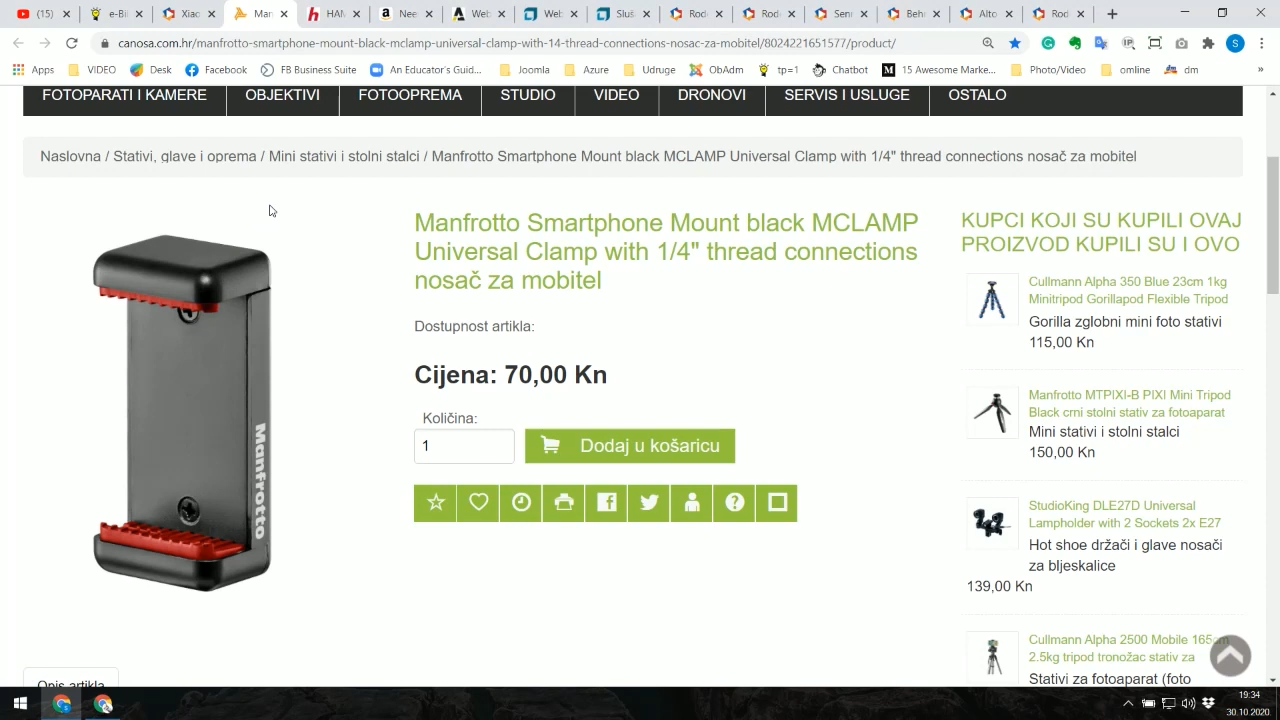 (15)
e-Bli
Xiao
Man
HAM
Nee
Web
Web
Sluš
Rod
Rod
Senr
Behr
Alto
Rod
canosa.com.hr/manfrotto-smartphone-mount-black-mclamp-universal-clamp-with-14-thread-connections-nosac-za-mobitel/8024221651577/product/
Apps VIDEO Desk Facebook FB Business Suite An Educator's Guid... Joomla Azure Udruge ObAdm tp=1 Chatbot 15 Awesome Marke... Photo/Video omline dm
FOTOPARATI I KAMERE OBJEKTIVI FOTOOPREMA STUDIO VIDEO DRONOVI SERVIS I USLUGE OSTALO
Naslovna / Stativi, glave i oprema / Mini stativi i stolni stalci / Manfrotto Smartphone Mount black MCLAMP Universal Clamp with 1/4" thread connections nosač za mobitel
Manfrotto
Manfrotto Smartphone Mount black MCLAMP
Universal Clamp with 1/4" thread connections
nosač za mobitel
Dostupnost artikla:
Cijena: 70,00 Kn
Količina:
1
Dodaj u košaricu
KUPCI KOJI SU KUPILI OVAJ
PROIZVOD KUPILI SU I OVO
Cullmann Alpha 350 Blue 23cm 1kg
Minitripod Gorillapod Flexible Tripod
Gorilla zglobni mini foto stativi
115,00 Kn
Manfrotto MTPIXI-B PIXI Mini Tripod
Black crni stolni stativ za fotoaparat
Mini stativi i stolni stalci
150,00 Kn
StudioKing DLE27D Universal
Lampholder with 2 Sockets 2x E27
Hot shoe držači i glave nosači
za bljeskalice
139,00 Kn
Cullmann Alpha 2500 Mobile 165cm
2.5kg tripod tronožac stativ za
Stativi za fotoaparat (foto
Opis artikla
19:34
30.10.2020.